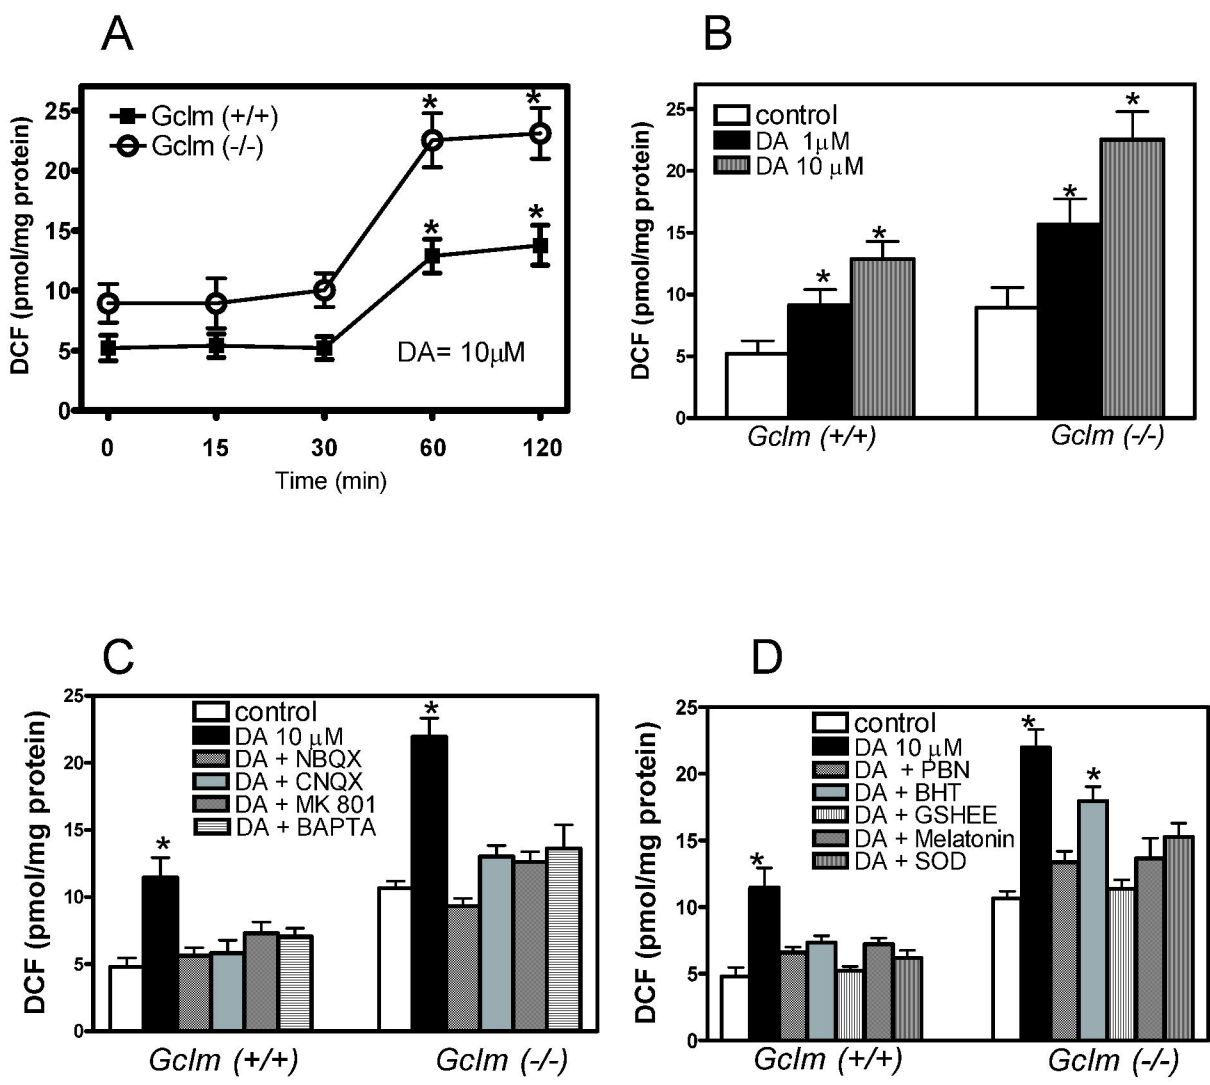 A
Gclm (+/+)
Gclm (-/-)
DCF (pmol/mg protein)
25
20
15
10
5
0
* *
* *
DA= 10µM
0 15 30 60 120
Time (min)
B
control
DA 1µM
DA 10 µM
DCF (pmol/mg protein)
25
20
15
10
5
0
* * * *
Gclm (+/+) Gclm (-/-)
C
control
DA 10 µM
DA + NBQX
DA + CNQX
DA + MK 801
DA + BAPTA
DCF (pmol/mg protein)
25
20
15
10
5
0
* *
Gclm (+/+) Gclm (-/-)
D
control
DA 10 µM
DA + PBN
DA + BHT
DA + GSHEE
DA + Melatonin
DA + SOD
DCF (pmol/mg protein)
25
20
15
10
5
0
* * *
Gclm (+/+) Gclm (-/-)